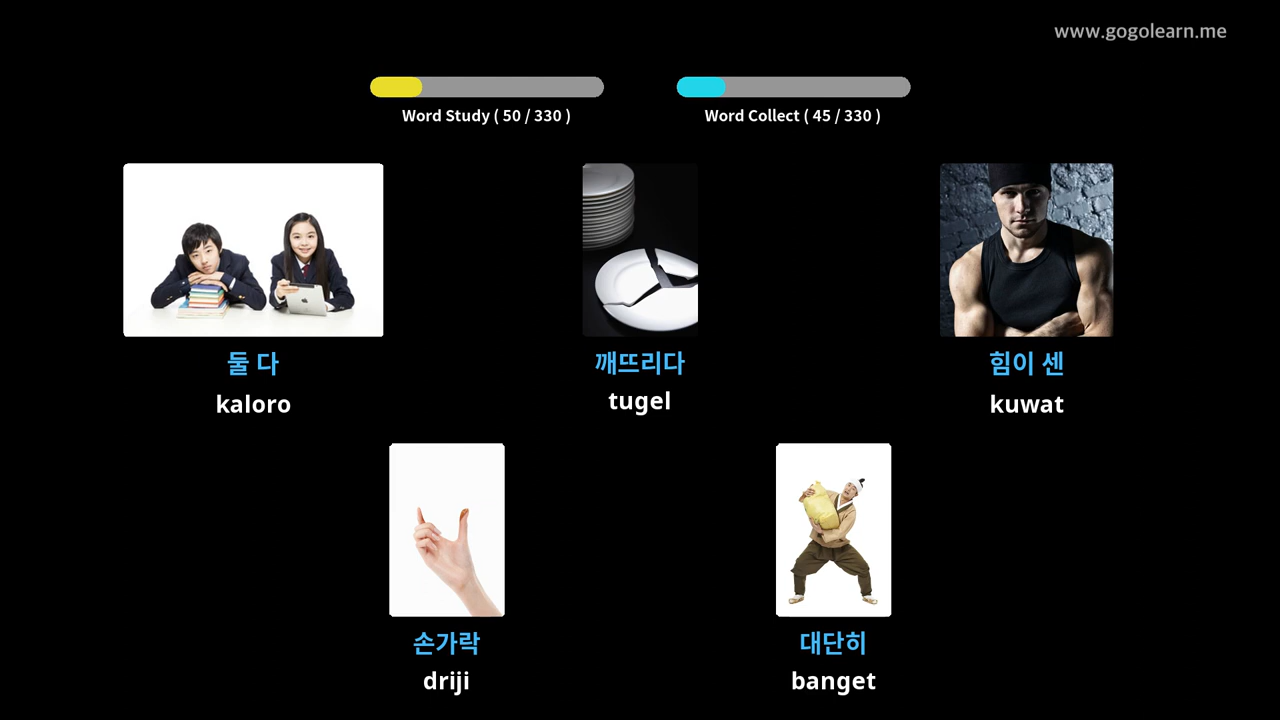 www.gogolearn.me
Word Study ( 50 / 330 )
Word Collect ( 45 / 330 )
둘 다
kaloro
깨뜨리다
tugel
힘이 센
kuwat
손가락
driji
대단히
banget